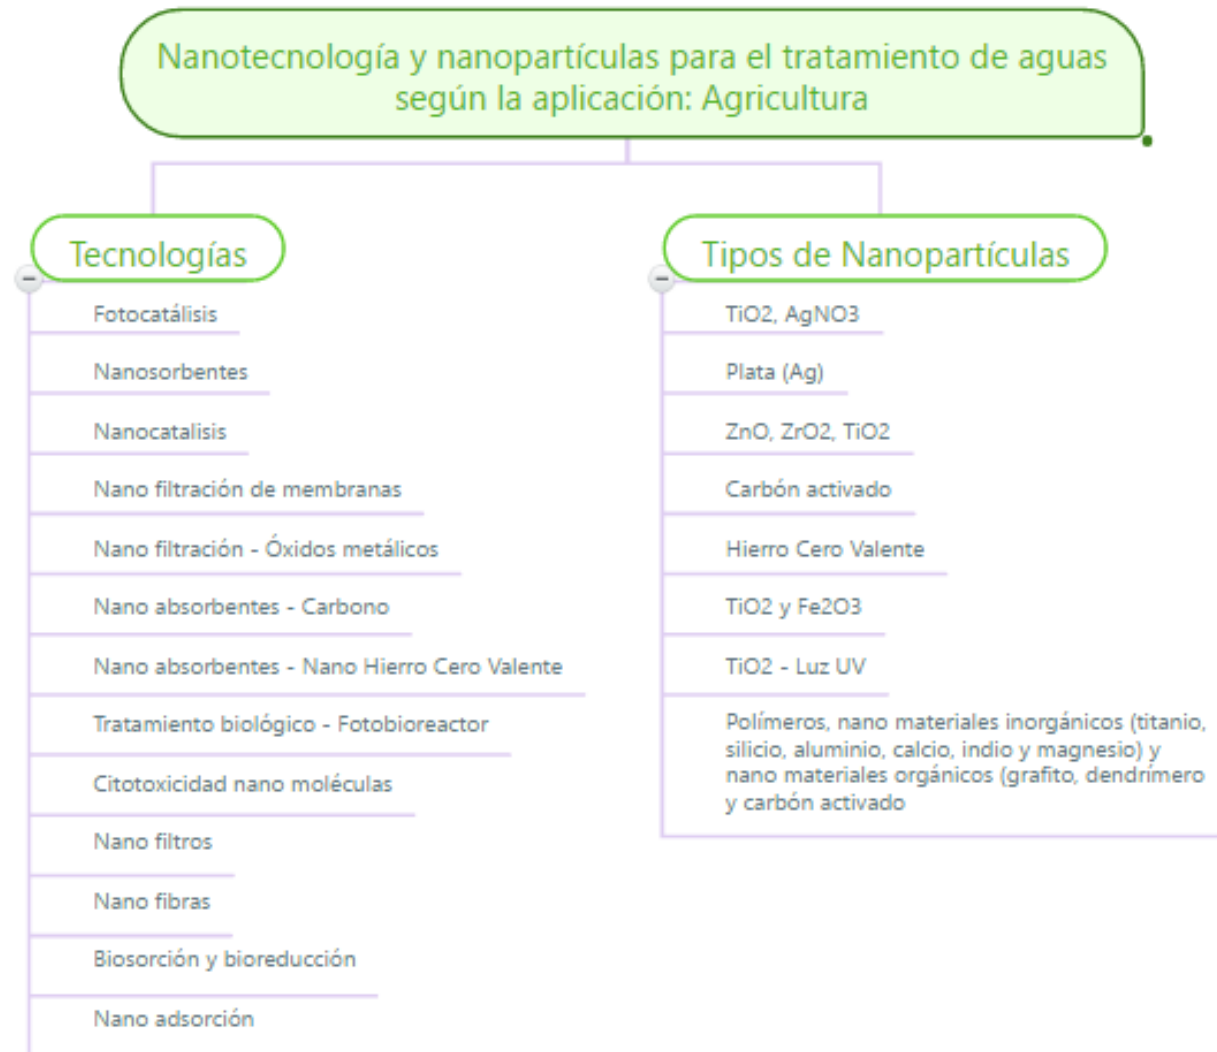 Nanotecnología y nanopartículas para el tratamiento de aguas
según la aplicación: Agricultura
Tecnologías
Fotocatálisis
Nanosorbentes
Nanocatalisis
Nano filtración de membranas
Nano filtración - Óxidos metálicos
Nano absorbentes - Carbono
Nano absorbentes - Nano Hierro Cero Valente
Tratamiento biológico - Fotobioreactor
Citotoxicidad nano moléculas
Nano filtros
Nano fibras
Biosorción y bioreducción
Nano adsorción
Tipos de Nanopartículas
TiO2, AgNO3
Plata (Ag)
ZnO, ZrO2, TiO2
Carbón activado
Hierro Cero Valente
TiO2 y Fe2O3
TiO2 - Luz UV
Polímeros, nano materiales inorgánicos (titanio,
silicio, aluminio, calcio, indio y magnesio) y
nano materiales orgánicos (grafito, dendrímero
y carbón activado